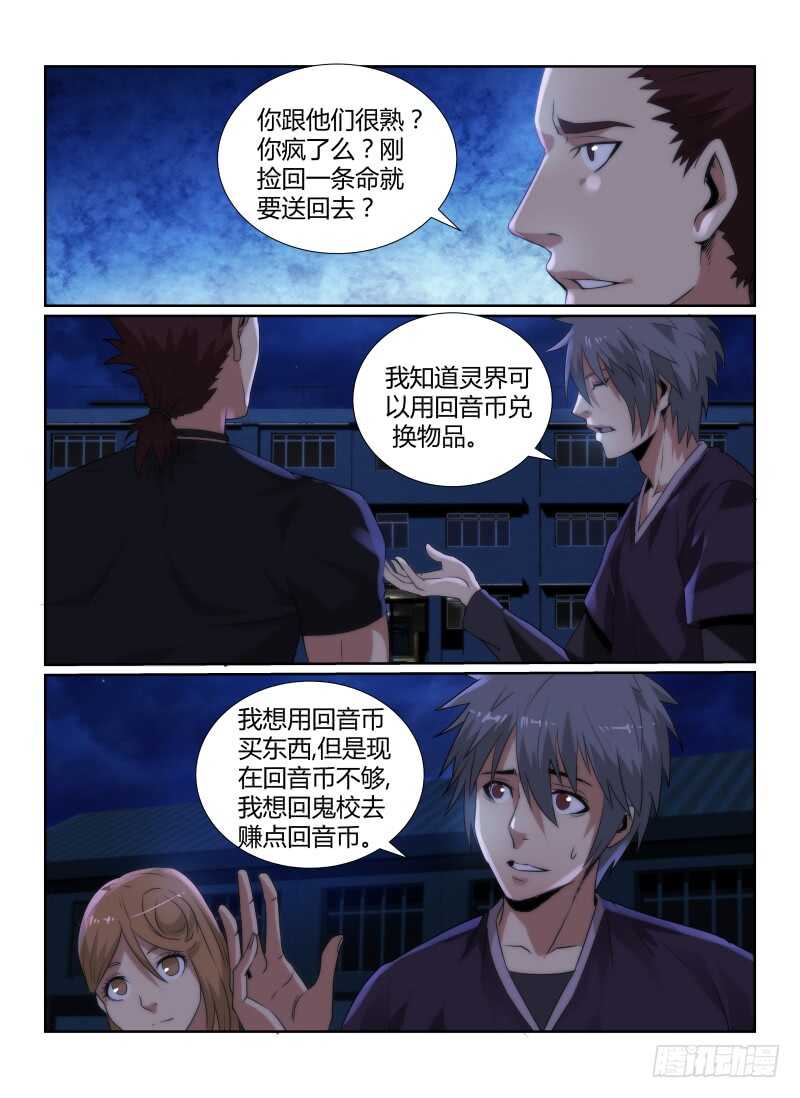 你跟他们很熟？
你疯了么？刚
捡回一条命就
要送回去？
我知道灵界可
以用回音币兑
换物品。
我想用回音币
买东西,但是现
在回音币不够,
我想回鬼校去
赚点回音币。
腾讯动漫